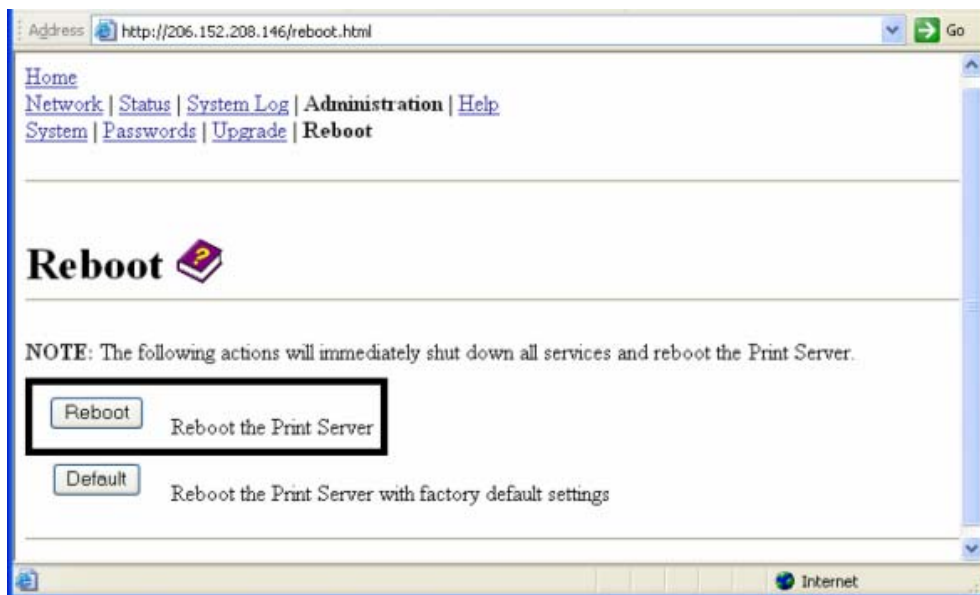 Address http://206.152.208.146/reboot.html Go
Home
Network | Status | System Log | Administration | Help
System | Passwords | Upgrade | Reboot
Reboot ?
NOTE: The following actions will immediately shut down all services and reboot the Print Server.
Reboot Reboot the Print Server
Default Reboot the Print Server with factory default settings
Internet